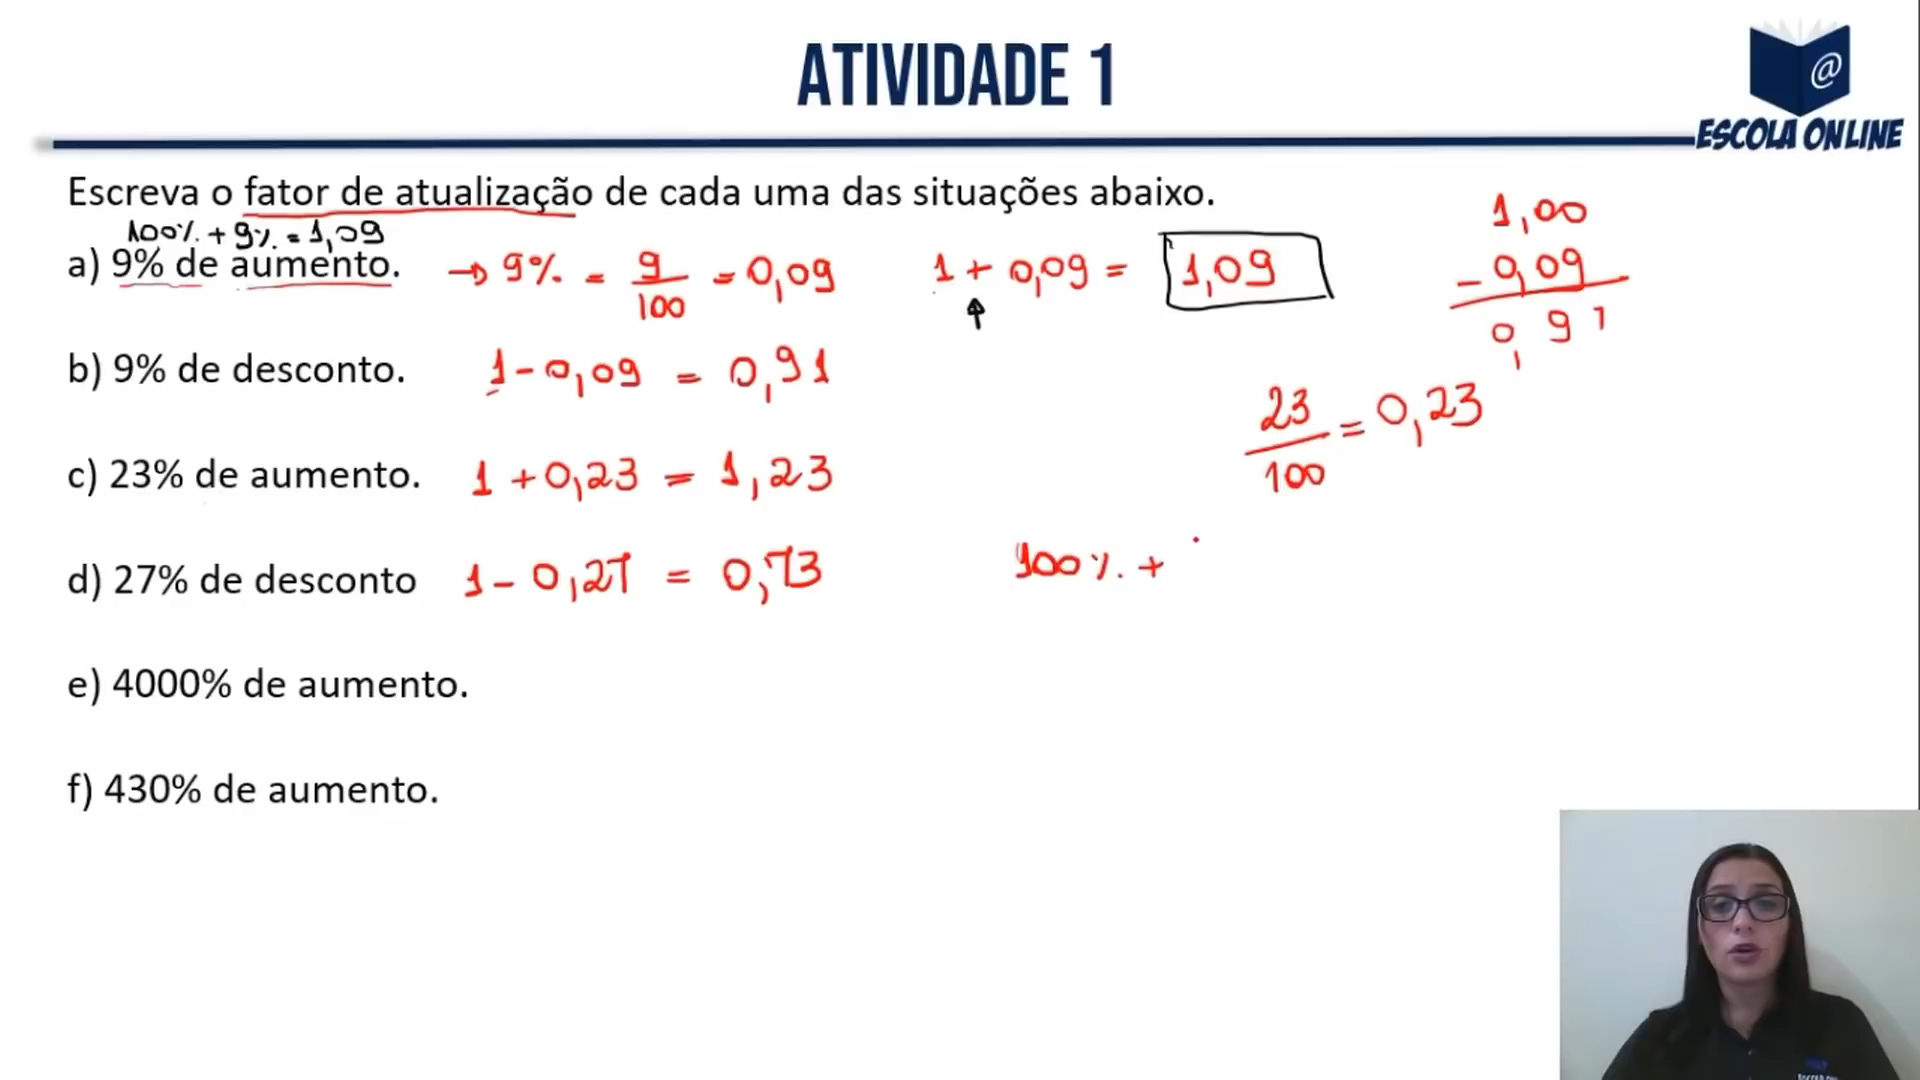 ATIVIDADE 1
@
ESCOLA ONLINE
Escreva o fator de atualização de cada uma das situações abaixo.
100% + 9% = 1,09
a) 9% de aumento. → 9% = 9/100 = 0,09 1 + 0,09 = 1,09
1,00
- 0,09
0,91
b) 9% de desconto. 1 - 0,09 = 0,91
23/100 = 0,23
c) 23% de aumento. 1 + 0,23 = 1,23
d) 27% de desconto 1 - 0,27 = 0,73
100% +
e) 4000% de aumento.
f) 430% de aumento.